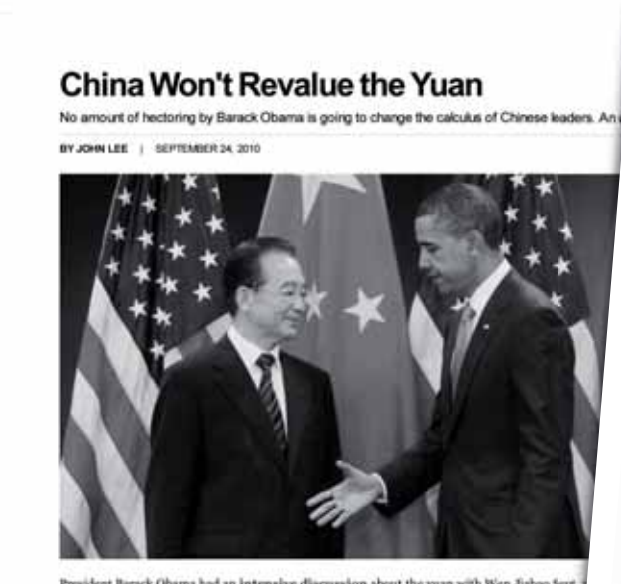 China Won't Revalue the Yuan
No amount of hectoring by Barack Obama is going to change the calculus of Chinese leaders. An
BY JOHN LEE | SEPTEMBER 24, 2010
President Barack Obama had an intensive discussion about the yuan with Wen Jiabao